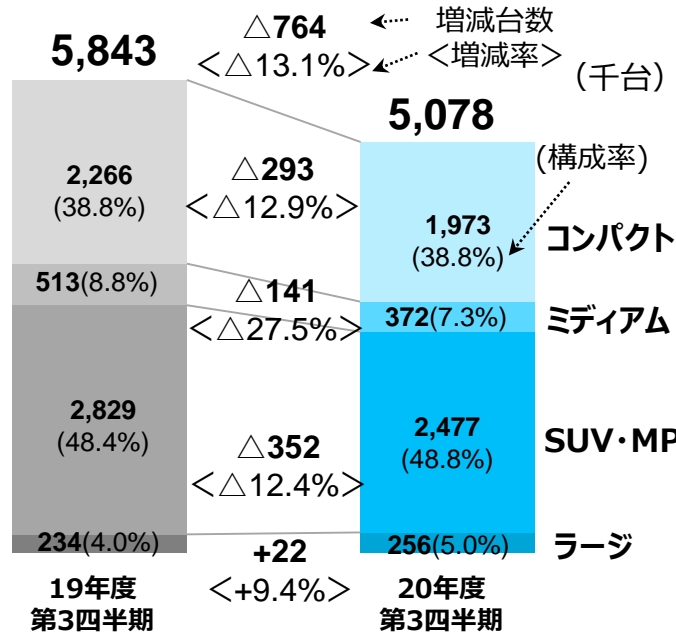 △764
増減台数
5,843
<△13.1%>
<増減率>
(千台)
5,078
(構成率)
2,266
(38.8%)
△293
<△12.9%>
1,973
(38.8%)
コンパクト
513(8.8%)
△141
<△27.5%>
372(7.3%)
ミディアム
2,829
(48.4%)
△352
<△12.4%>
2,477
(48.8%)
SUV・MP
234(4.0%)
+22
<+9.4%>
256(5.0%)
ラージ
19年度
第3四半期
20年度
第3四半期